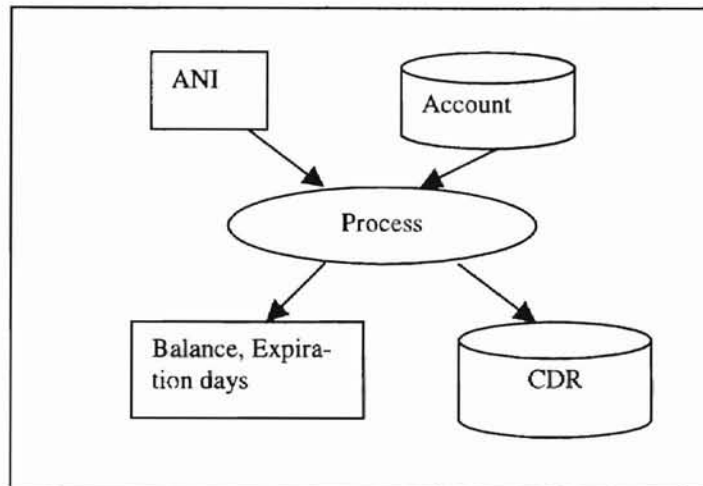 ANI
Account
Process
Balance, Expira-
tion days
CDR